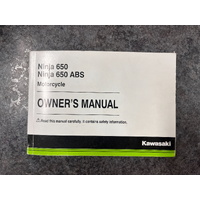 Ninja 650
Ninja 650 ABS
Motorcycle
OWNER'S MANUAL
⚠ Read this manual carefully, it contains safety information.
Kawasaki